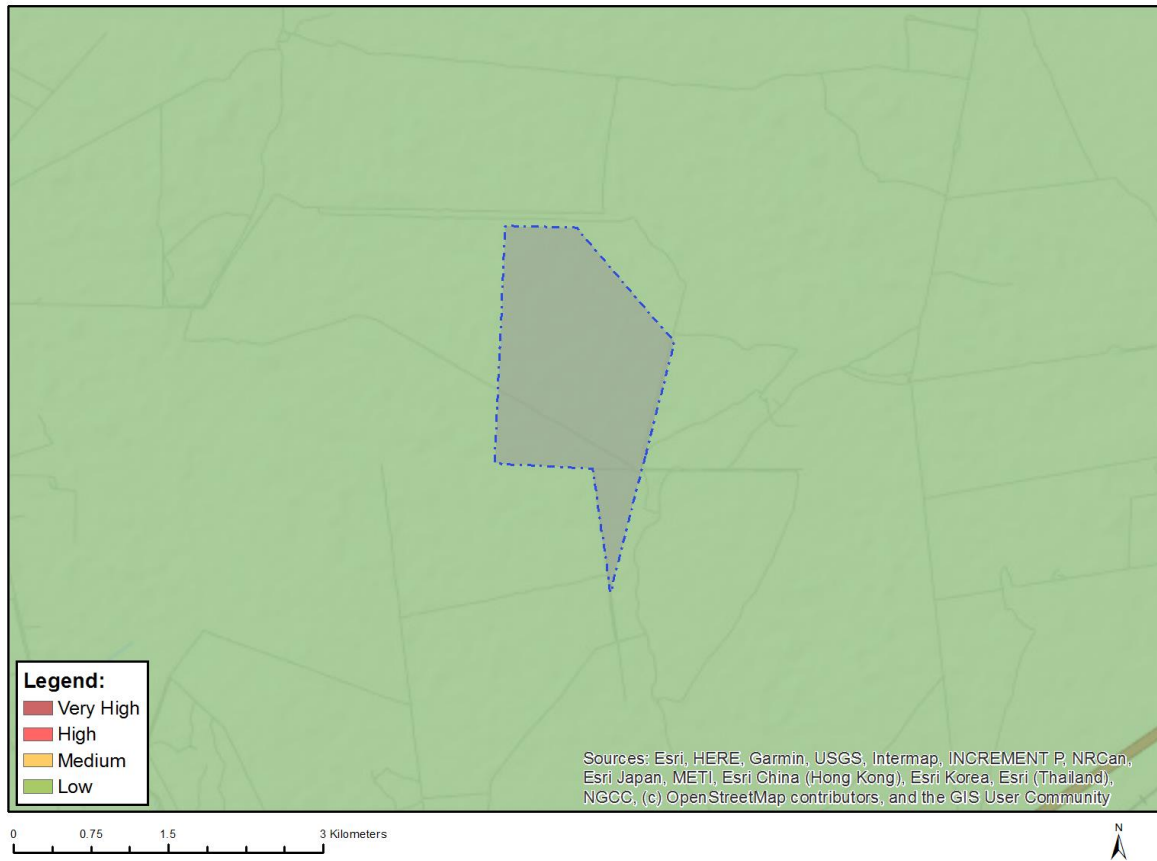 Legend:
Very High
High
Medium
Low
Sources: Esri, HERE, Garmin, USGS, Intermap, INCREMENT P, NRCan,
Esri Japan, METI, Esri China (Hong Kong), Esri Korea, Esri (Thailand),
NGCC, (c) OpenStreetMap contributors, and the GIS User Community
0 0.75 1.5 3 Kilometers
N